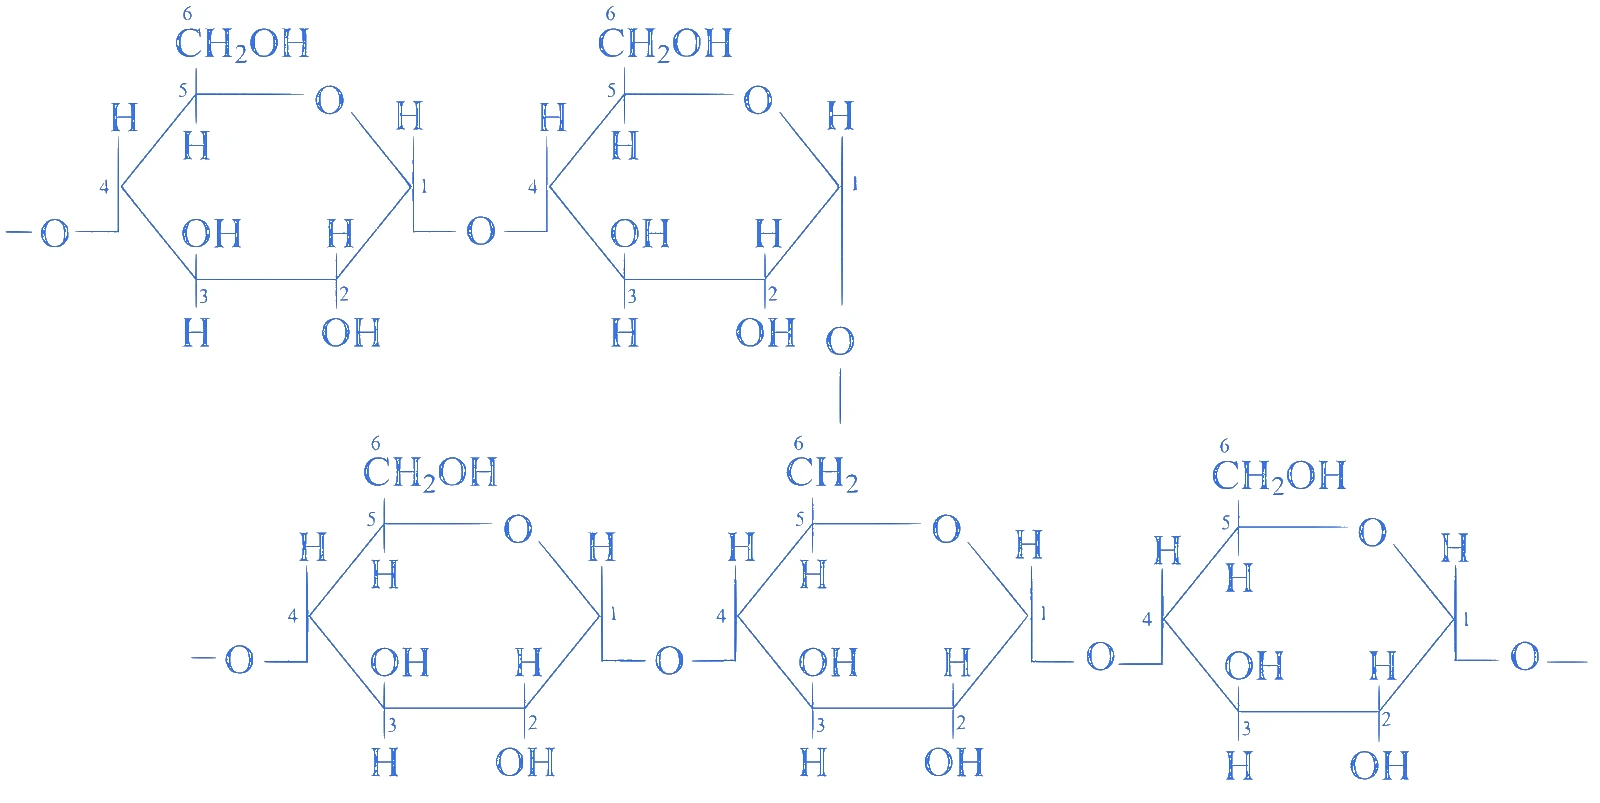 6 6
CH₂OH CH₂OH
5 O 5 O
H H H H
H H
4 1 4 1
O OH H O OH H
3 2 3 2
H OH H OH O
6 6 6
CH₂OH CH₂ CH₂OH
5 O 5 O 5 O
H H H H H H
H H H
4 1 4 1 4 1
O OH H O OH H O OH H O
3 2 3 2 3 2
H OH H OH H OH